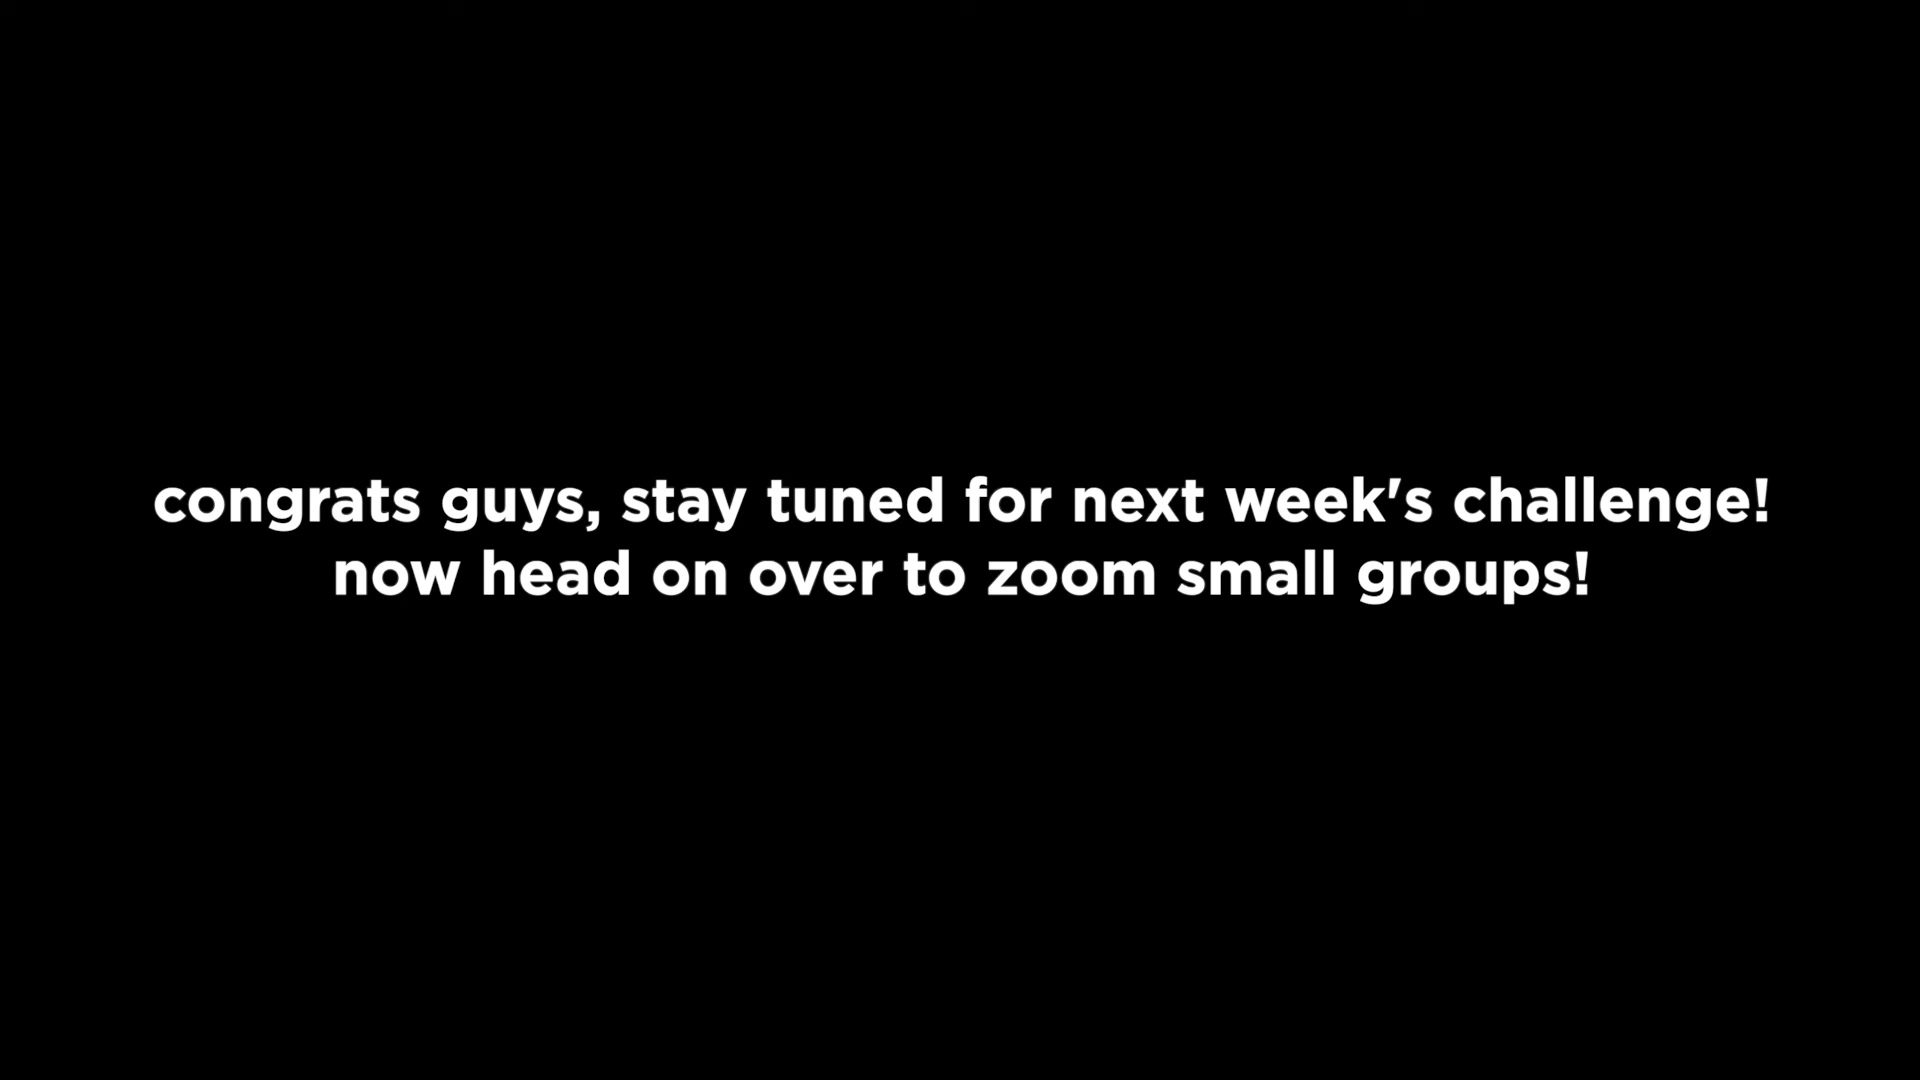 congrats guys, stay tuned for next week's challenge!
now head on over to zoom small groups!